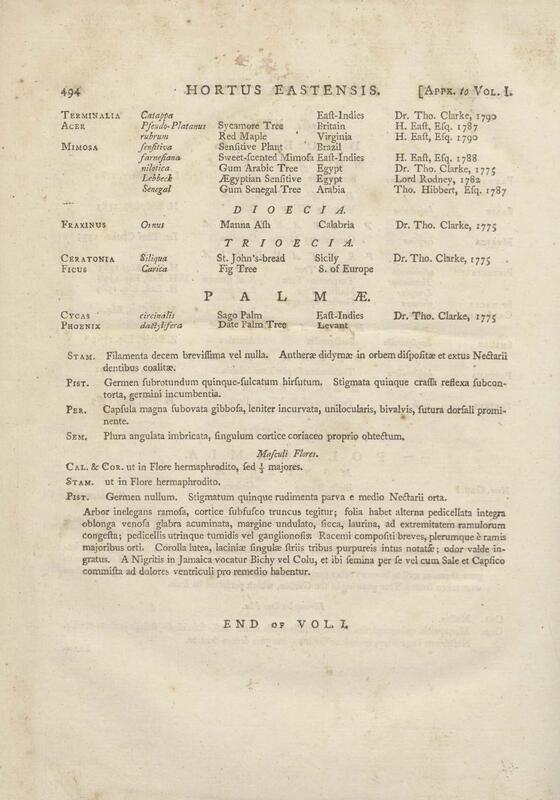 494 HORTUS EASTENSIS. [APPX. to VOL. I.
TERMINALIA Catappa Eaſt-Indies Dr. Tho. Clarke, 1790
ACER Pſeudo-Platanus Sycamore Tree Britain H. Eaſt, Eſq. 1787
rubrum Red Maple Virginia H. Eaſt, Eſq. 1790
MIMOSA ſenſitiva Senſitive Plant Brazil
farneſiana Sweet-ſcented Mimoſa Eaſt-Indies H. Eaſt, 1788
nilotica Gum Arabic Tree Egypt Dr. Tho. Clarke, 1775
Lebbeck Ægyptian Senſitive Egypt Lord Rodney, 1782
Senegal Gum Senegal Tree Arabia Tho. Hibbert, Eſq. 1787
DIOECIA.
FRAXINUS Ornus Manna Aſh Calabria Dr. Tho. Clarke, 1775
TRIOECIA.
CERATONIA Siliqua St. John's-bread Sicily Dr. Tho. Clarke, 1775
FICUS Carica Fig Tree S. of Europe
PALMÆ.
CYCAS circinalis Sago Palm Eaſt-Indies Dr. Tho. Clarke, 1775
PHOENIX dactylifera Date Palm Tree Levant
STAM. Filamenta decem breviſſima vel nulla. Antheræ didymæ in orbem diſpoſitæ et extus Nectarii
dentibus coalitæ.
PIST. Germen ſubrotundum quinque-ſulcatum hirſutum. Stigmata quinque craſſa reflexa ſubcon-
torta, germini incumbentia.
PER. Capſula magna ſubovata gibboſa, leniter incurvata, unilocularis, bivalvis, ſutura dorſali promi-
nente.
SEM. Plura angulata imbricata, ſingulum cortice coriaceo proprio obtectum.
Maſculi Flores.
CAL. & COR. ut in Flore hermaphrodito, ſed ⅓ majores.
STAM. ut in Flore hermaphrodito.
PIST. Germen nullum. Stigmatum quinque rudimenta parva e medio Nectarii orta.
Arbor inelegans ramoſa, cortice ſubfuſco truncus tegitur; folia habet alterna pedicellata integra
oblonga venoſa glabra acuminata, margine undulato, ſicca, laurina, ad extremitatem ramulorum
congeſta; pedicellis utrinque tumidis vel ganglionoſis. Racemi compoſiti breves, plerumque è ramis
majoribus orti. Corolla lutea, laciniæ ſingulæ ſtriis tribus purpureis intus notatæ; odor valde in-
gratus. A Nigritis in Jamaica vocatur Bichy vel Colu, et ibi ſemina per ſe vel cum Sale et Capſico
commiſta ad dolores ventriculi pro remedio habentur.
END OF VOL. I.